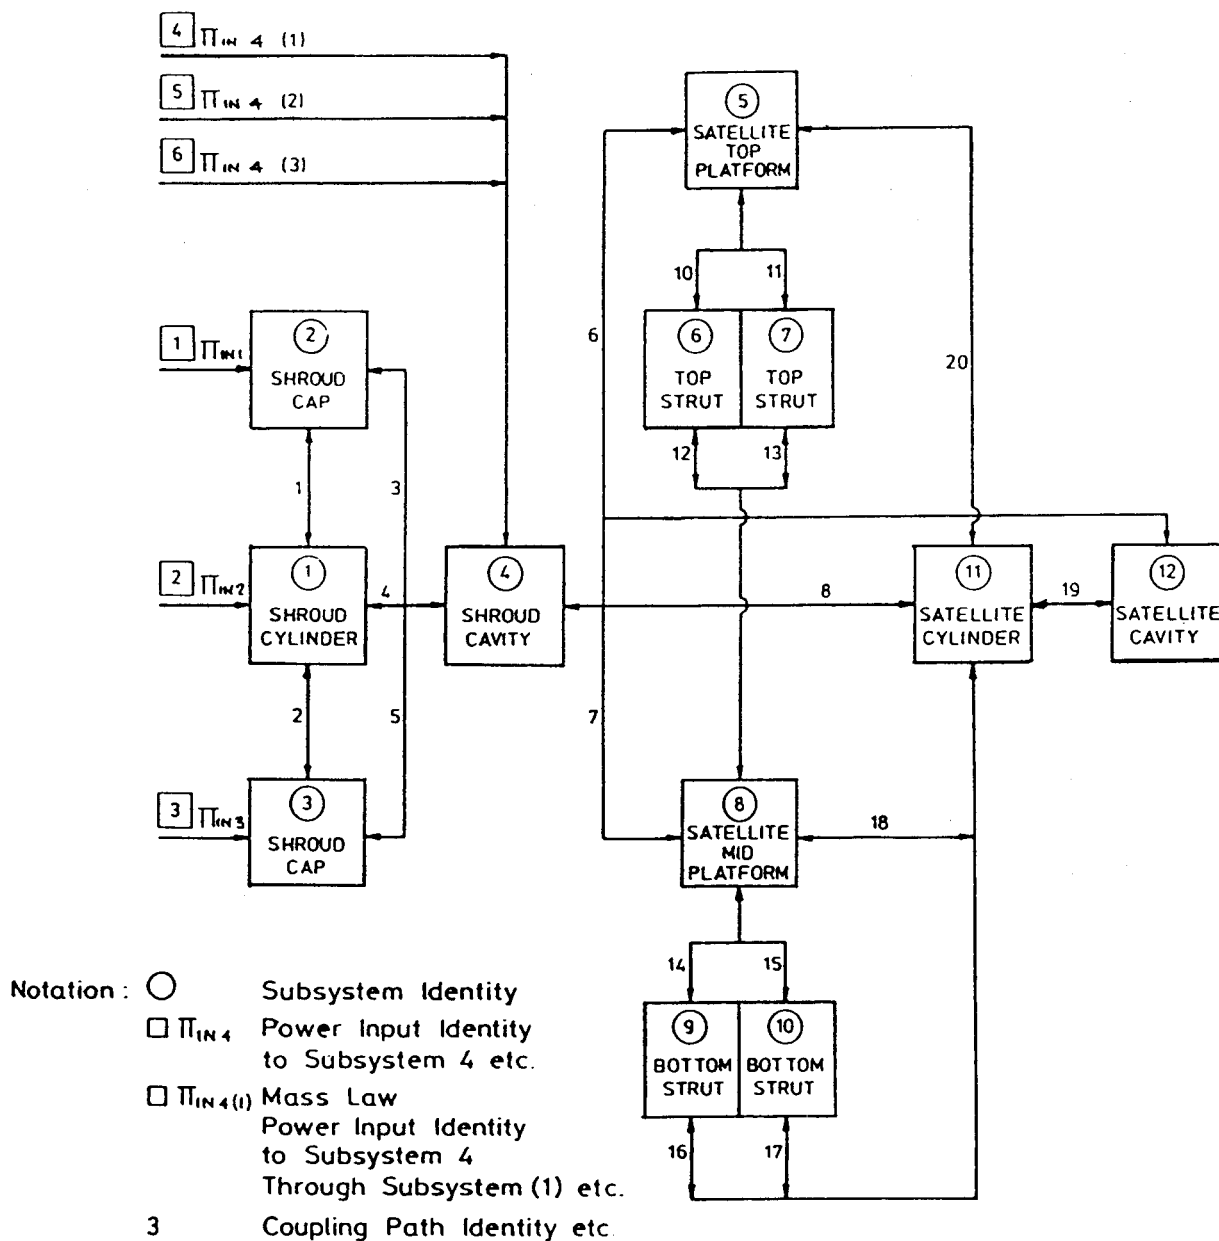 4 Π IN 4 (1)
5 Π IN 4 (2)
6 Π IN 4 (3)
5
SATELLITE
TOP
PLATFORM
10
11
6
20
1 Π IN1
2
SHROUD
CAP
6
TOP
STRUT
7
TOP
STRUT
12
13
1
3
2 Π IN2
1
SHROUD
CYLINDER
4
4
SHROUD
CAVITY
8
11
SATELLITE
CYLINDER
19
12
SATELLITE
CAVITY
2
5
7
3 Π IN3
3
SHROUD
CAP
8
SATELLITE
MID
PLATFORM
18
14
15
9
BOTTOM
STRUT
10
BOTTOM
STRUT
16
17
Notation : ○ Subsystem Identity
□ Π IN 4 Power Input Identity
to Subsystem 4 etc.
□ Π IN 4(1) Mass Law
Power Input Identity
to Subsystem 4
Through Subsystem (1) etc.
3 Coupling Path Identity etc